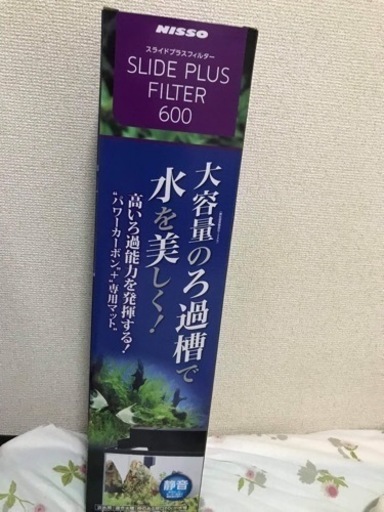 NISSO
スライドプラスフィルター
SLIDE PLUS
FILTER
600
大容量のろ過槽で
水を美しく!
高いろ過能力を発揮する!
"パワーカーボン"+"専用マット"
静音